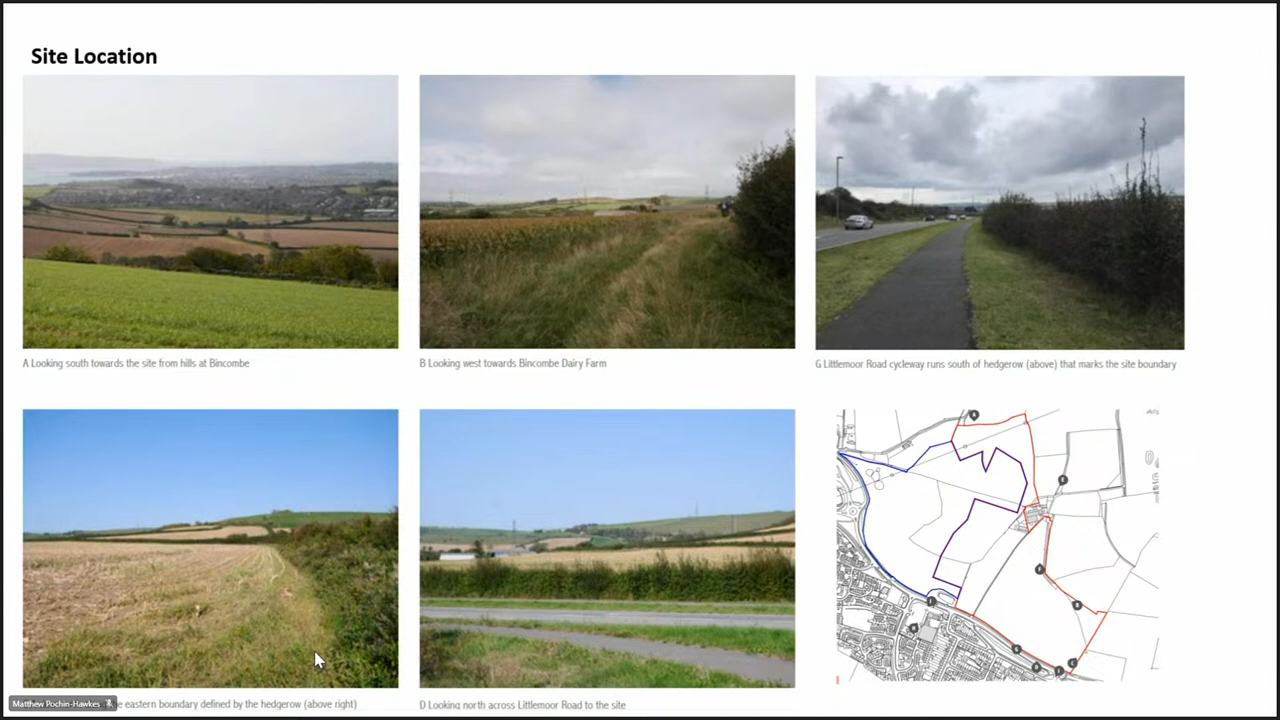 Site Location
A Looking south towards the site from hills at Bincombe
B Looking west towards Bincombe Dairy Farm
G Littlemoor Road cycleway runs south of hedgerow (above) that marks the site boundary
eastern boundary defined by the hedgerow (above right)
D Looking north across Littlemoor Road to the site
Matthew Pochin-Hawkes